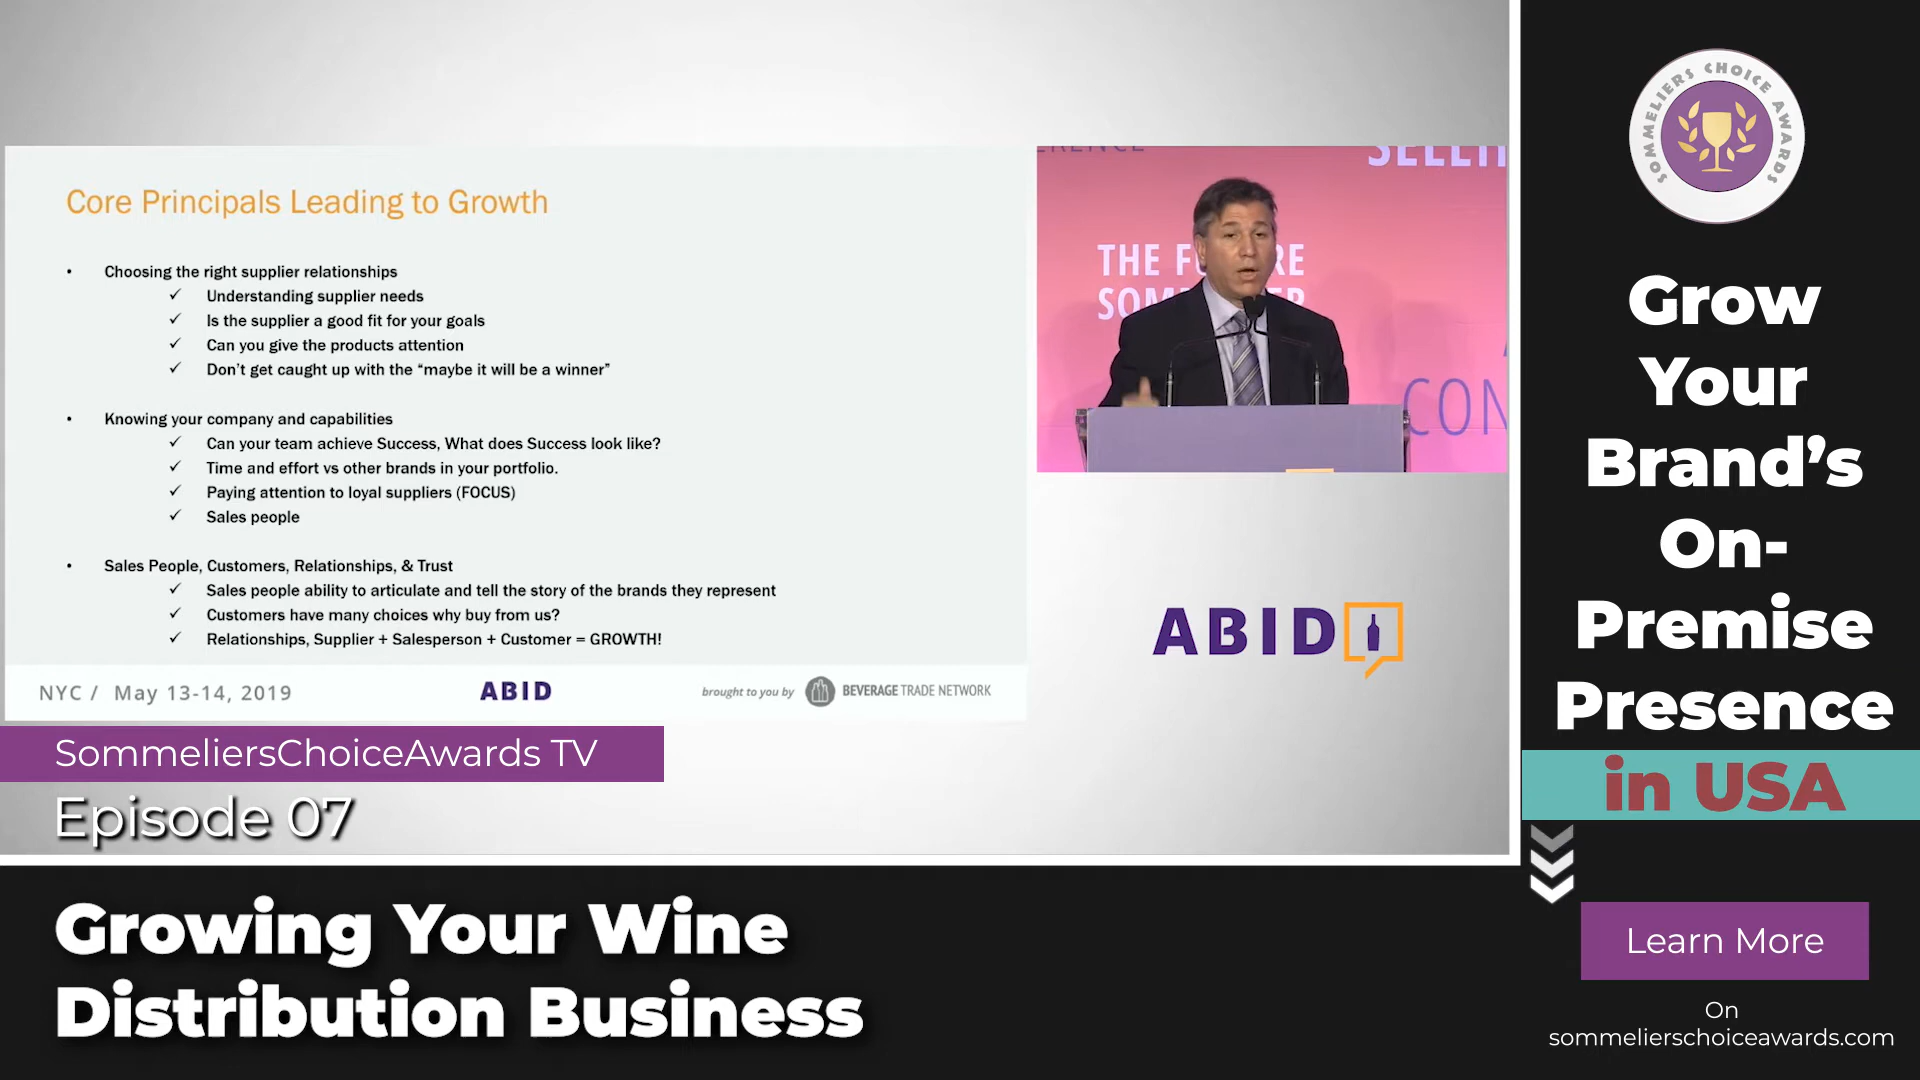 Core Principals Leading to Growth
• Choosing the right supplier relationships
✓ Understanding supplier needs
✓ Is the supplier a good fit for your goals
✓ Can you give the products attention
✓ Don't get caught up with the “maybe it will be a winner”
• Knowing your company and capabilities
✓ Can your team achieve Success, What does Success look like?
✓ Time and effort vs other brands in your portfolio.
✓ Paying attention to loyal suppliers (FOCUS)
✓ Sales people
• Sales People, Customers, Relationships, & Trust
✓ Sales people ability to articulate and tell the story of the brands they represent
✓ Customers have many choices why buy from us?
✓ Relationships, Supplier + Salesperson + Customer = GROWTH!
NYC / May 13-14, 2019
ABID
brought to you by
BEVERAGE TRADE NETWORK
THE
CON
ABID
SommeliersChoiceAwards TV
Episode 07
Growing Your Wine
Distribution Business
SOMMELIERS CHOICE AWARDS
Grow
Your
Brand’s
On-
Premise
Presence
in USA
Learn More
On
sommelierschoiceawards.com